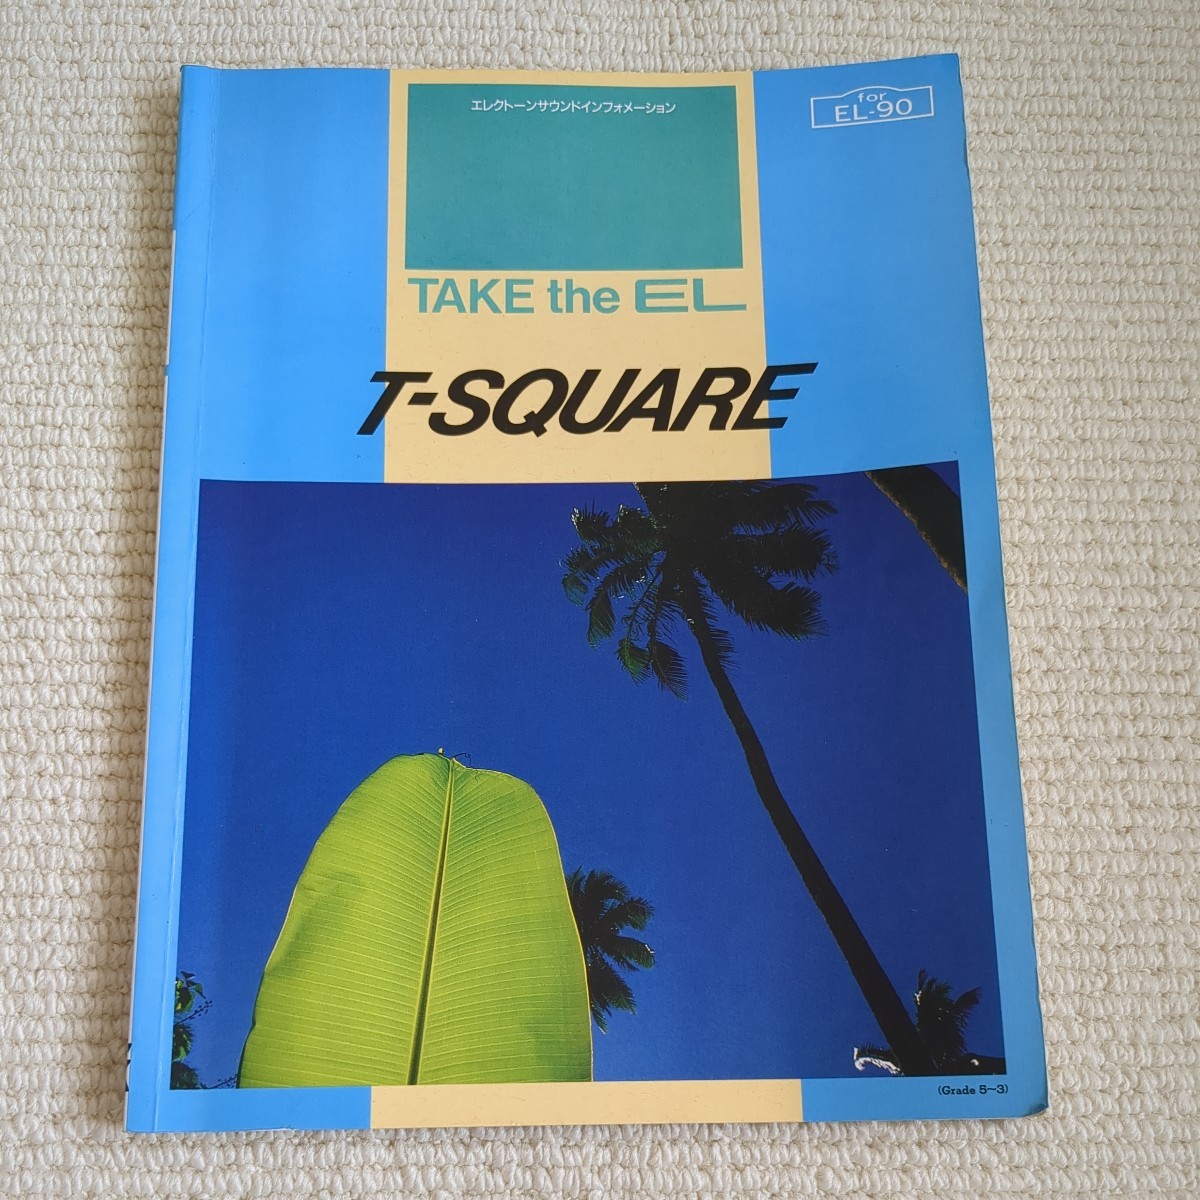 エレクトーンサウンドインフォメーション
for
EL-90
TAKE the EL
T-SQUARE
(Grade 5~3)